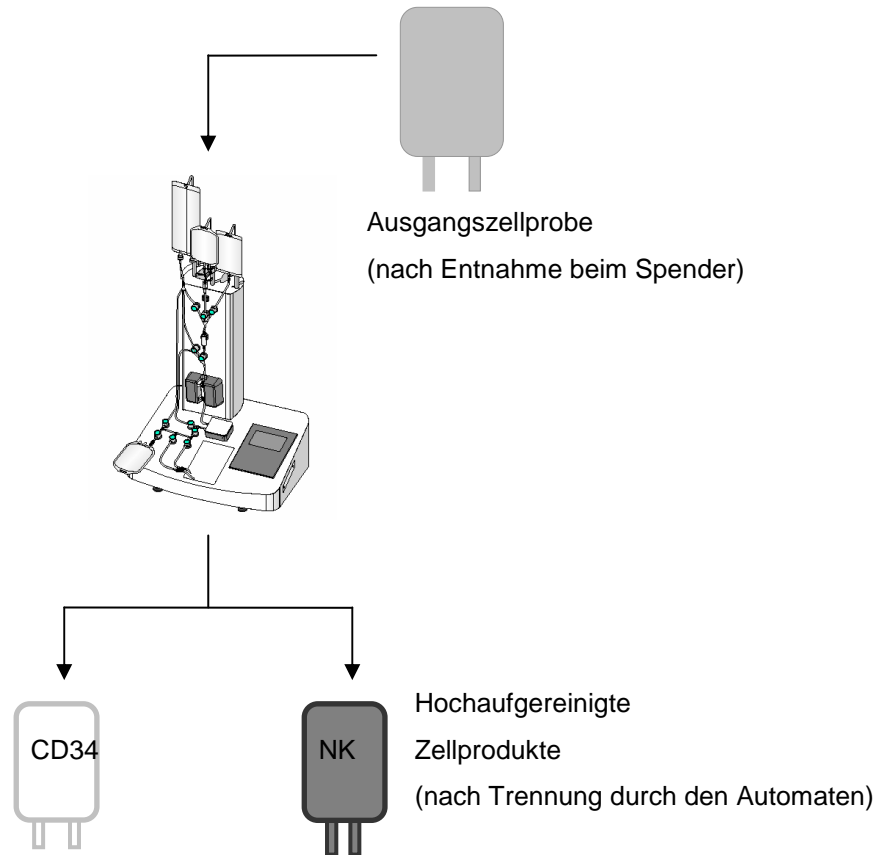 Ausgangszellprobe
(nach Entnahme beim Spender)
CD34
NK
Hochaufgereinigte
Zellprodukte
(nach Trennung durch den Automaten)